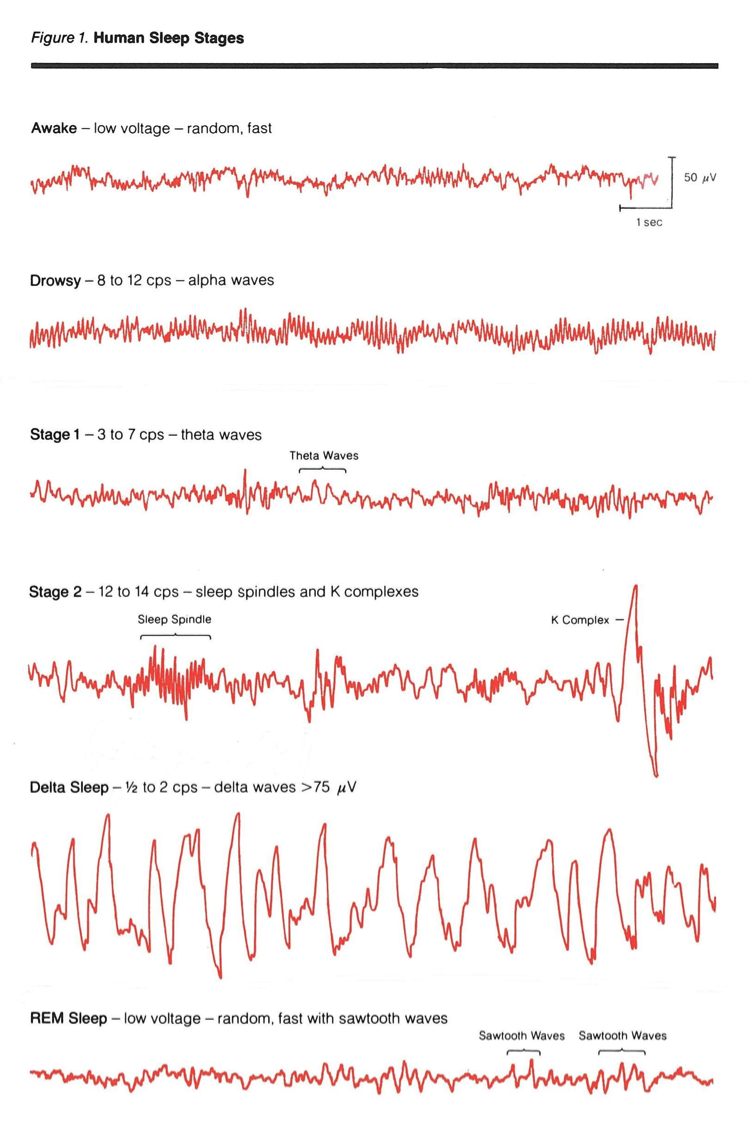 Figure 1. Human Sleep Stages
Awake – low voltage – random, fast
50 µV
1 sec
Drowsy – 8 to 12 cps – alpha waves
Stage 1 – 3 to 7 cps – theta waves
Theta Waves
Stage 2 – 12 to 14 cps – sleep spindles and K complexes
Sleep Spindle
K Complex –
Delta Sleep – ½ to 2 cps – delta waves >75 µV
REM Sleep – low voltage – random, fast with sawtooth waves
Sawtooth Waves Sawtooth Waves